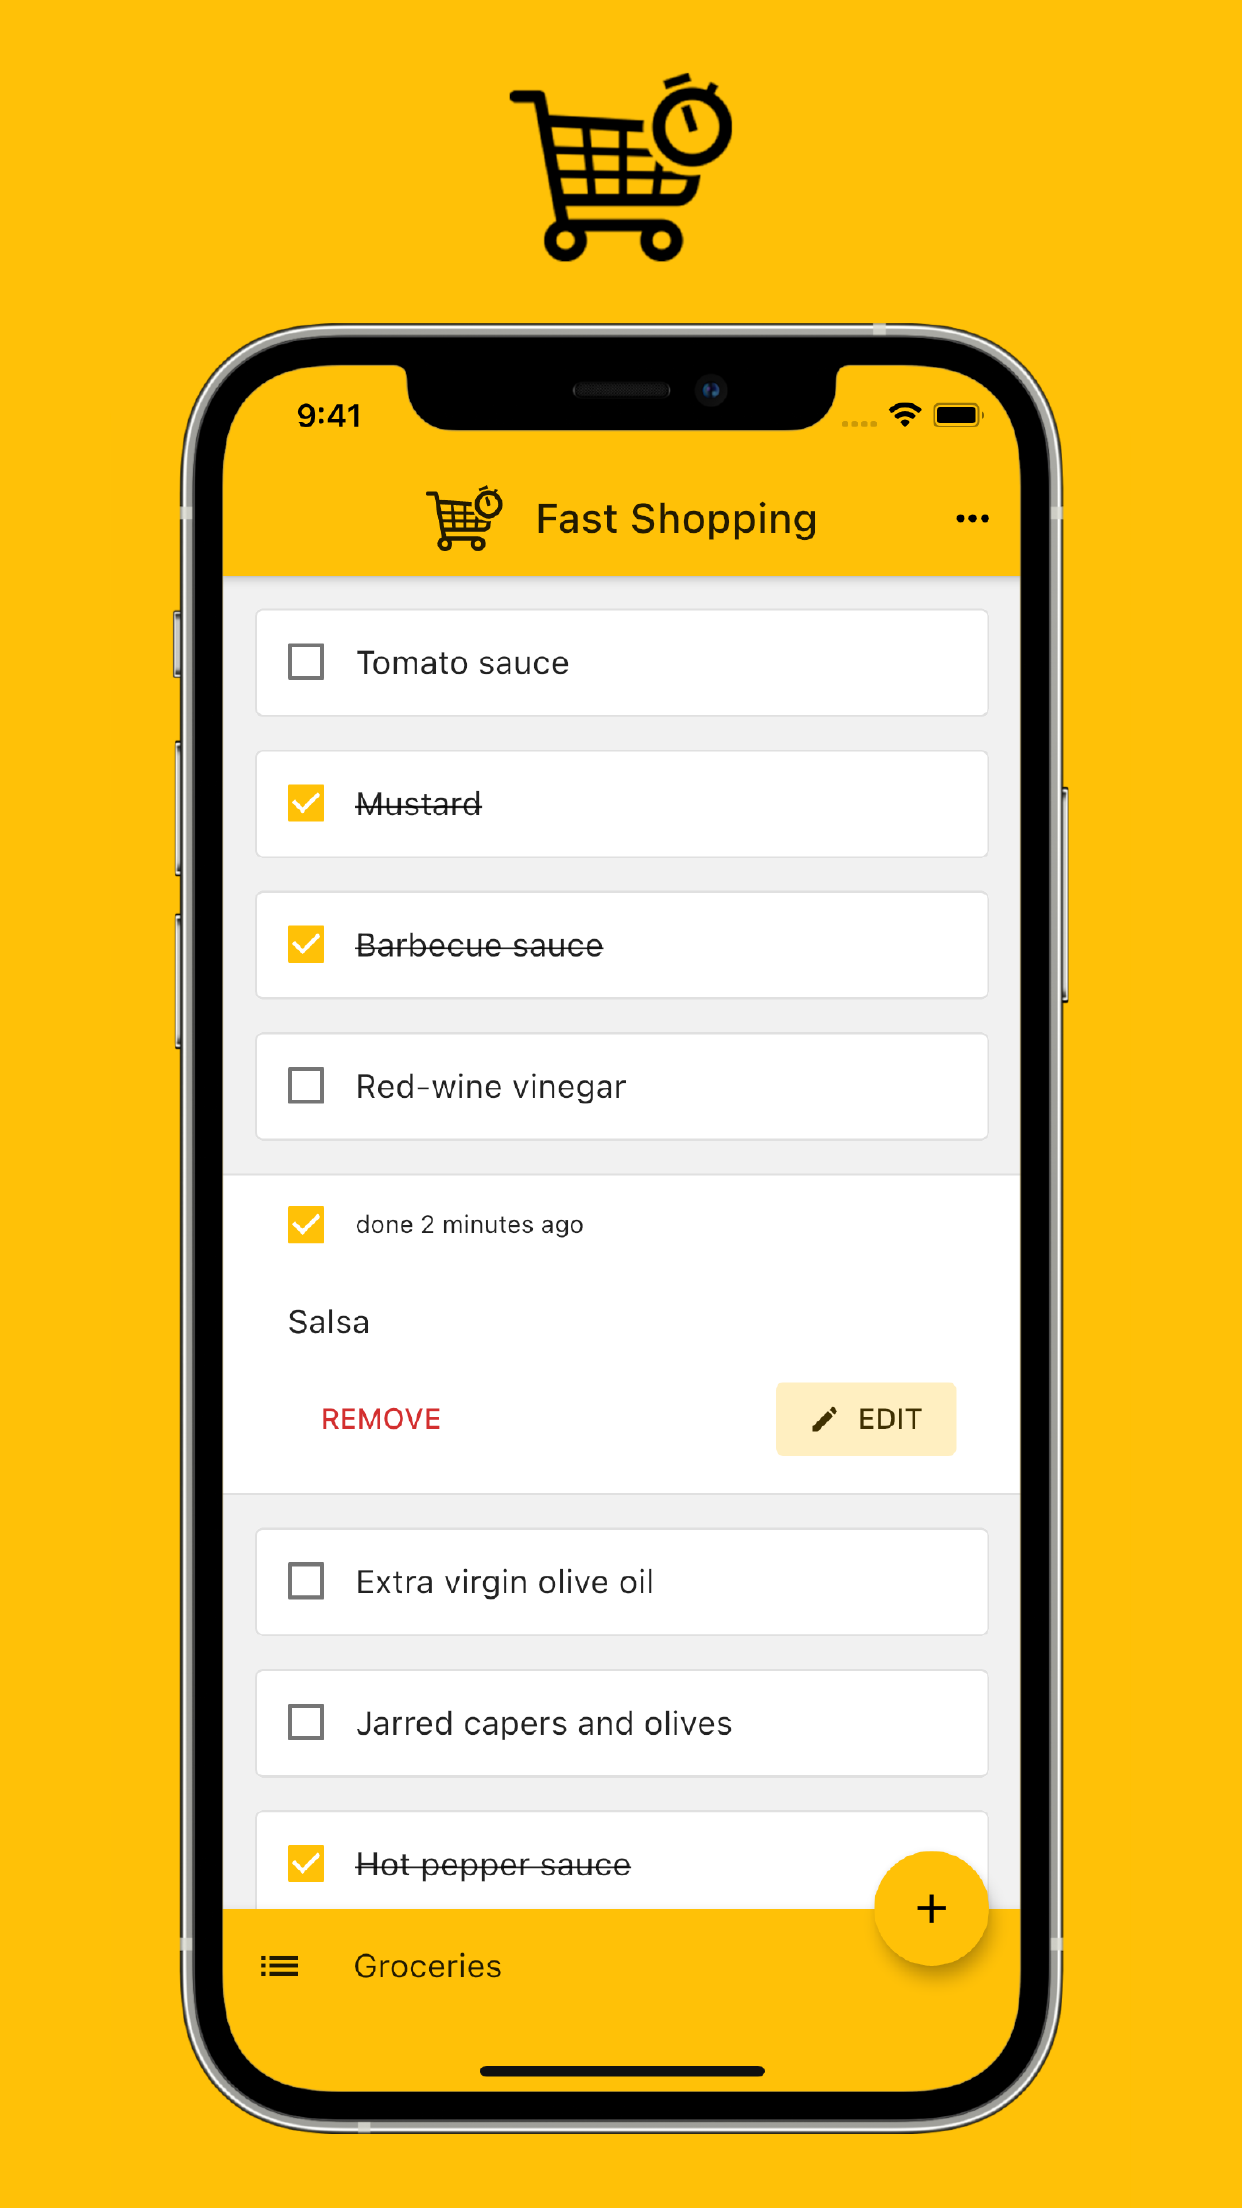 9:41
Fast Shopping
Tomato sauce
Mustard
Barbecue sauce
Red-wine vinegar
done 2 minutes ago
Salsa
REMOVE
EDIT
Extra virgin olive oil
Jarred capers and olives
Hot pepper sauce
Groceries